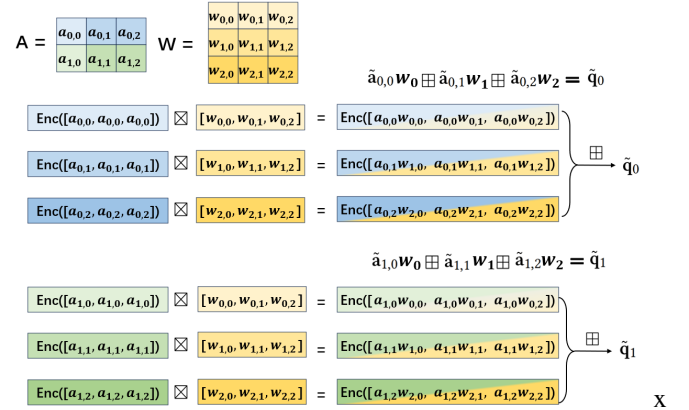 A = a0,0 a0,1 a0,2 W = w0,0 w0,1 w0,2
a1,0 a1,1 a1,2 w1,0 w1,1 w1,2
w2,0 w2,1 w2,2
ã0,0w0 ⊞ ã0,1w1 ⊞ ã0,2w2 = q̃0
Enc([a0,0, a0,0, a0,0]) ⊠ [w0,0, w0,1, w0,2] = Enc([a0,0w0,0, a0,0w0,1, a0,0w0,2])
Enc([a0,1, a0,1, a0,1]) ⊠ [w1,0, w1,1, w1,2] = Enc([a0,1w1,0, a0,1w1,1, a0,1w1,2]) ⊞ q̃0
Enc([a0,2, a0,2, a0,2]) ⊠ [w2,0, w2,1, w2,2] = Enc([a0,2w2,0, a0,2w2,1, a0,2w2,2])
ã1,0w0 ⊞ ã1,1w1 ⊞ ã1,2w2 = q̃1
Enc([a1,0, a1,0, a1,0]) ⊠ [w0,0, w0,1, w0,2] = Enc([a1,0w0,0, a1,0w0,1, a1,0w0,2])
Enc([a1,1, a1,1, a1,1]) ⊠ [w1,0, w1,1, w1,2] = Enc([a1,1w1,0, a1,1w1,1, a1,1w1,2]) ⊞ q̃1
Enc([a1,2, a1,2, a1,2]) ⊠ [w2,0, w2,1, w2,2] = Enc([a1,2w2,0, a1,2w2,1, a1,2w2,2])
X